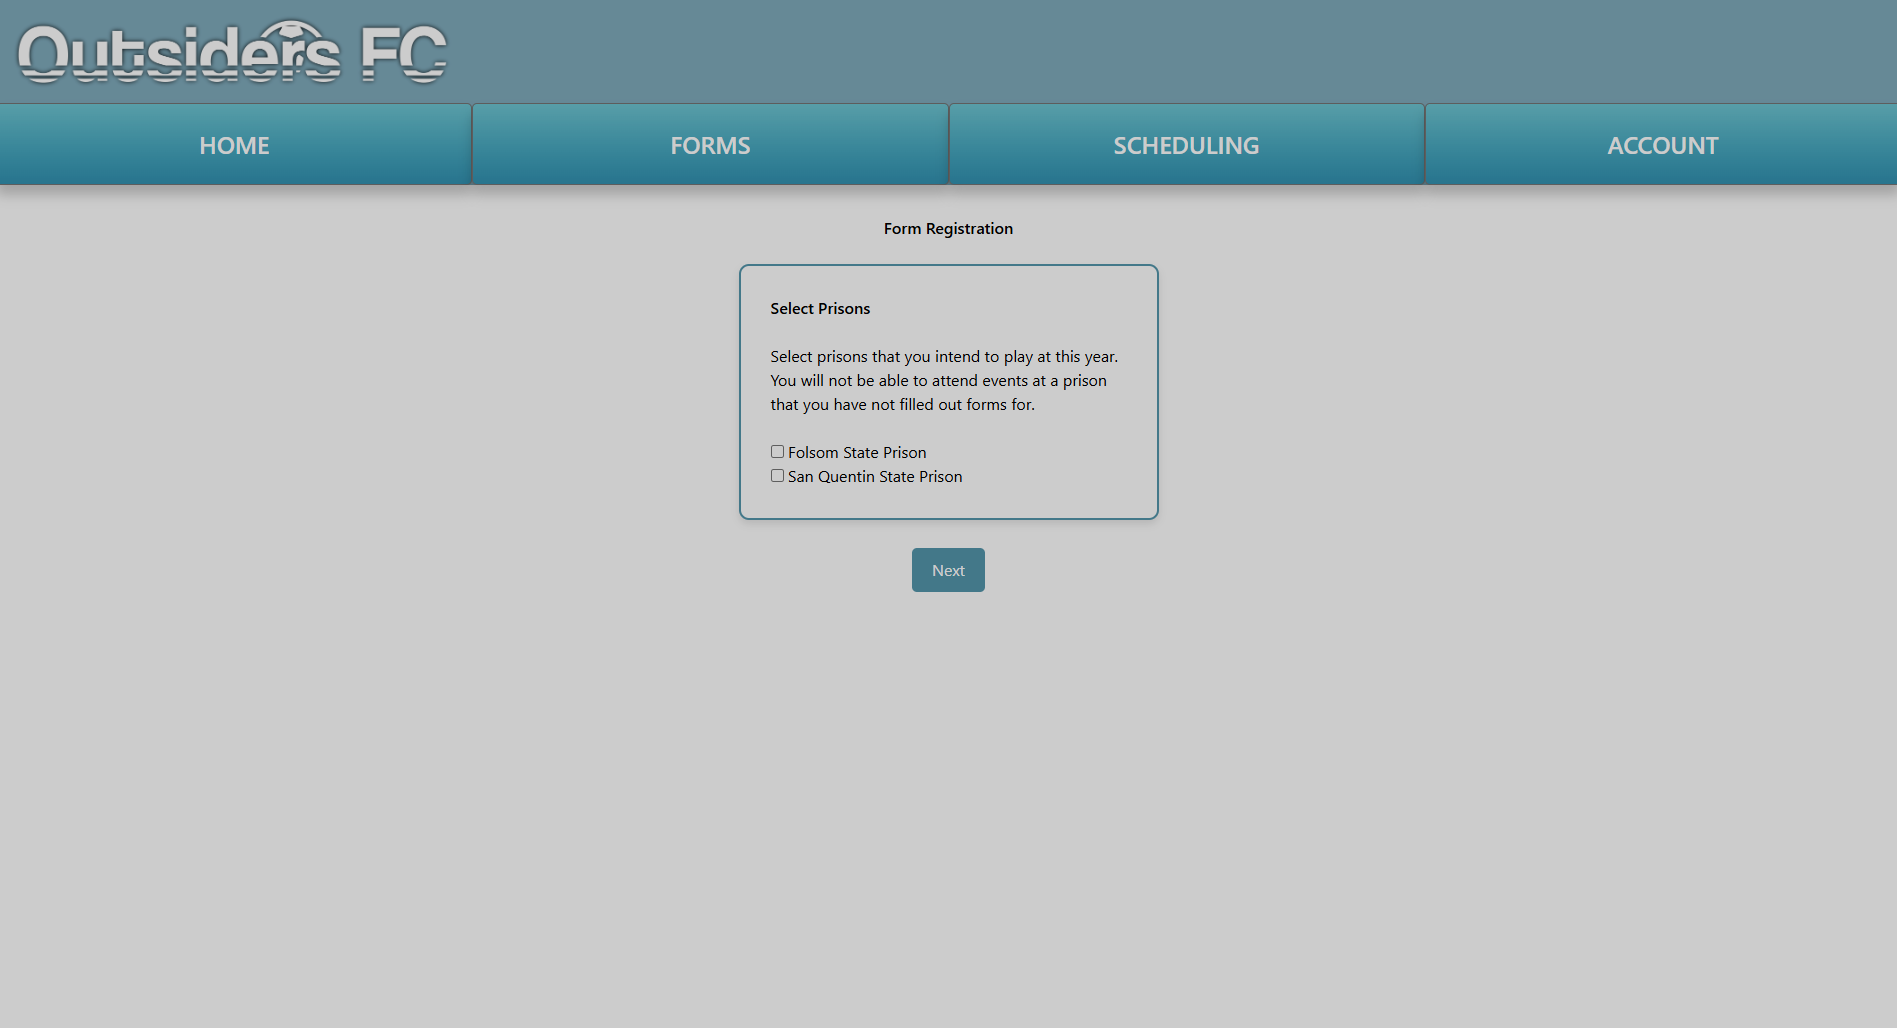 Outsiders FC
HOME
FORMS
SCHEDULING
ACCOUNT
Form Registration
Select Prisons
Select prisons that you intend to play at this year.
You will not be able to attend events at a prison
that you have not filled out forms for.
Folsom State Prison
San Quentin State Prison
Next